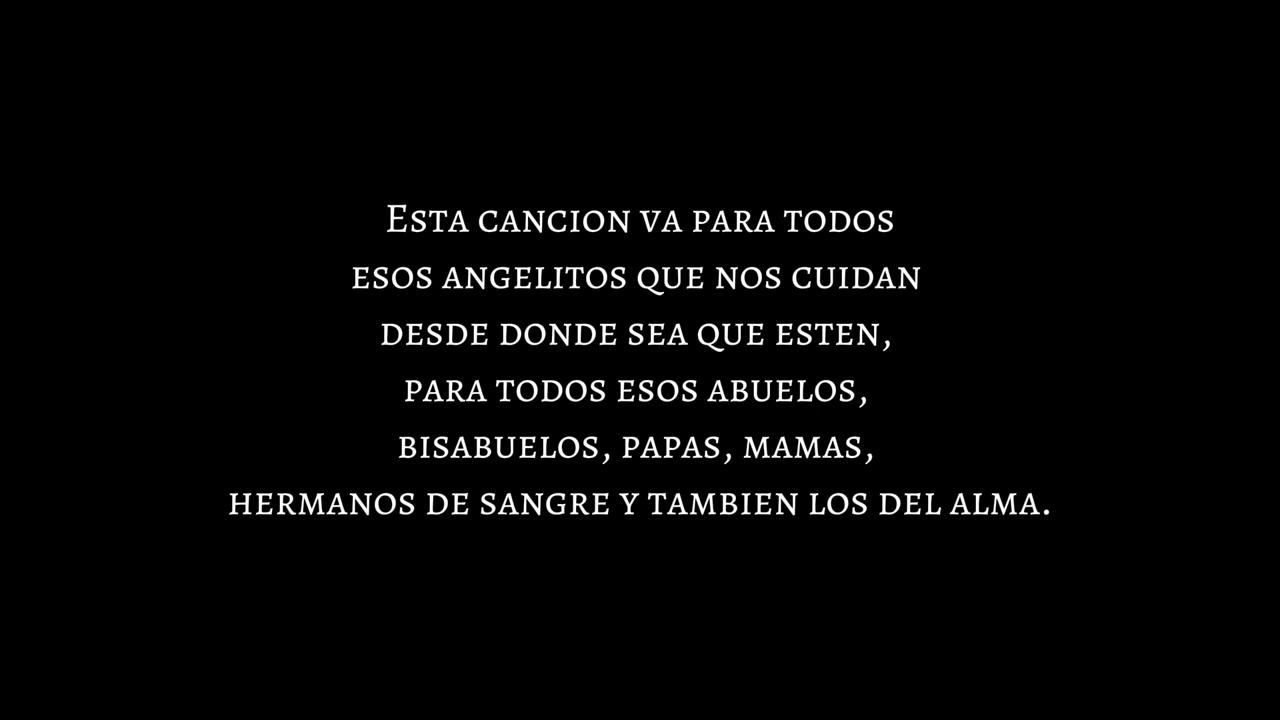 Esta cancion va para todos
esos angelitos que nos cuidan
desde donde sea que esten,
para todos esos abuelos,
bisabuelos, papas, mamas,
hermanos de sangre y tambien los del alma.